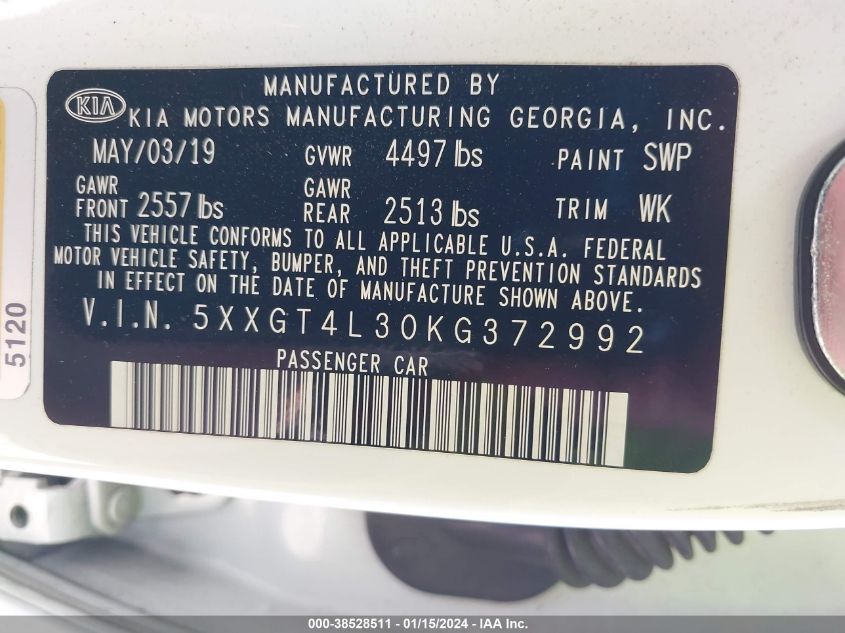 MANUFACTURED BY
KIA
KIA MOTORS MANUFACTURING GEORGIA, INC.
MAY/03/19 GVWR 4497 lbs PAINT SWP
GAWR FRONT 2557 lbs GAWR REAR 2513 lbs TRIM WK
THIS VEHICLE CONFORMS TO ALL APPLICABLE U.S.A. FEDERAL
MOTOR VEHICLE SAFETY, BUMPER, AND THEFT PREVENTION STANDARDS
IN EFFECT ON THE DATE OF MANUFACTURE SHOWN ABOVE.
V.I.N. 5XXGT4L30KG372992
PASSENGER CAR
5120
000-38528511 - 01/15/2024 - IAA Inc.